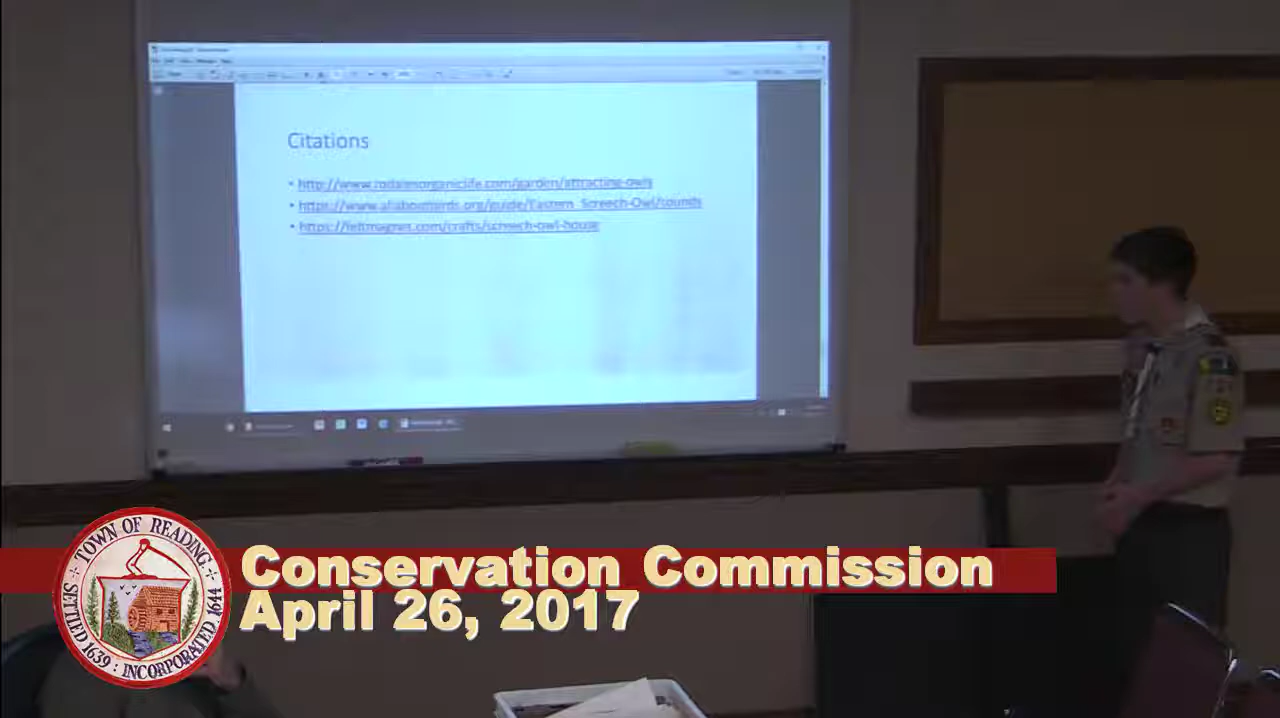 Citations
• http://www.rodalesorganiclife.com/garden/attracting-owls
• https://www.allaboutbirds.org/guide/Eastern_Screech-Owl/sounds
• https://feltmagnet.com/crafts/screech-owl-house
TOWN OF READING
SETTLED 1639 : INCORPORATED 1644
Conservation Commission
April 26, 2017